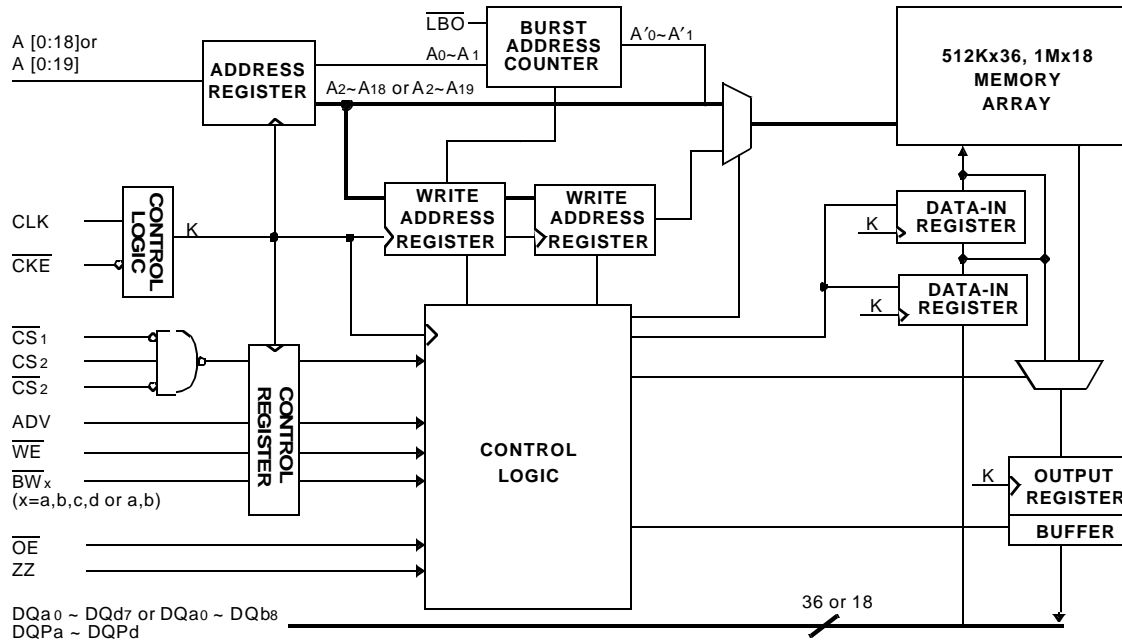 LBO
BURST
ADDRESS
COUNTER
A′0~A′1
A [0:18]or
A [0:19]
ADDRESS
REGISTER
A0~A1
A2~A18 or A2~A19
512Kx36, 1Mx18
MEMORY
ARRAY
WRITE
ADDRESS
REGISTER
WRITE
ADDRESS
REGISTER
CLK
CKE
CONTROL
LOGIC
K
DATA-IN
REGISTER
K
DATA-IN
REGISTER
K
CS1
CS2
CS2
ADV
WE
BWx
(x=a,b,c,d or a,b)
CONTROL
REGISTER
CONTROL
LOGIC
K
OUTPUT
REGISTER
BUFFER
OE
ZZ
DQa0 ~ DQd7 or DQa0 ~ DQb8
DQPa ~ DQPd
36 or 18